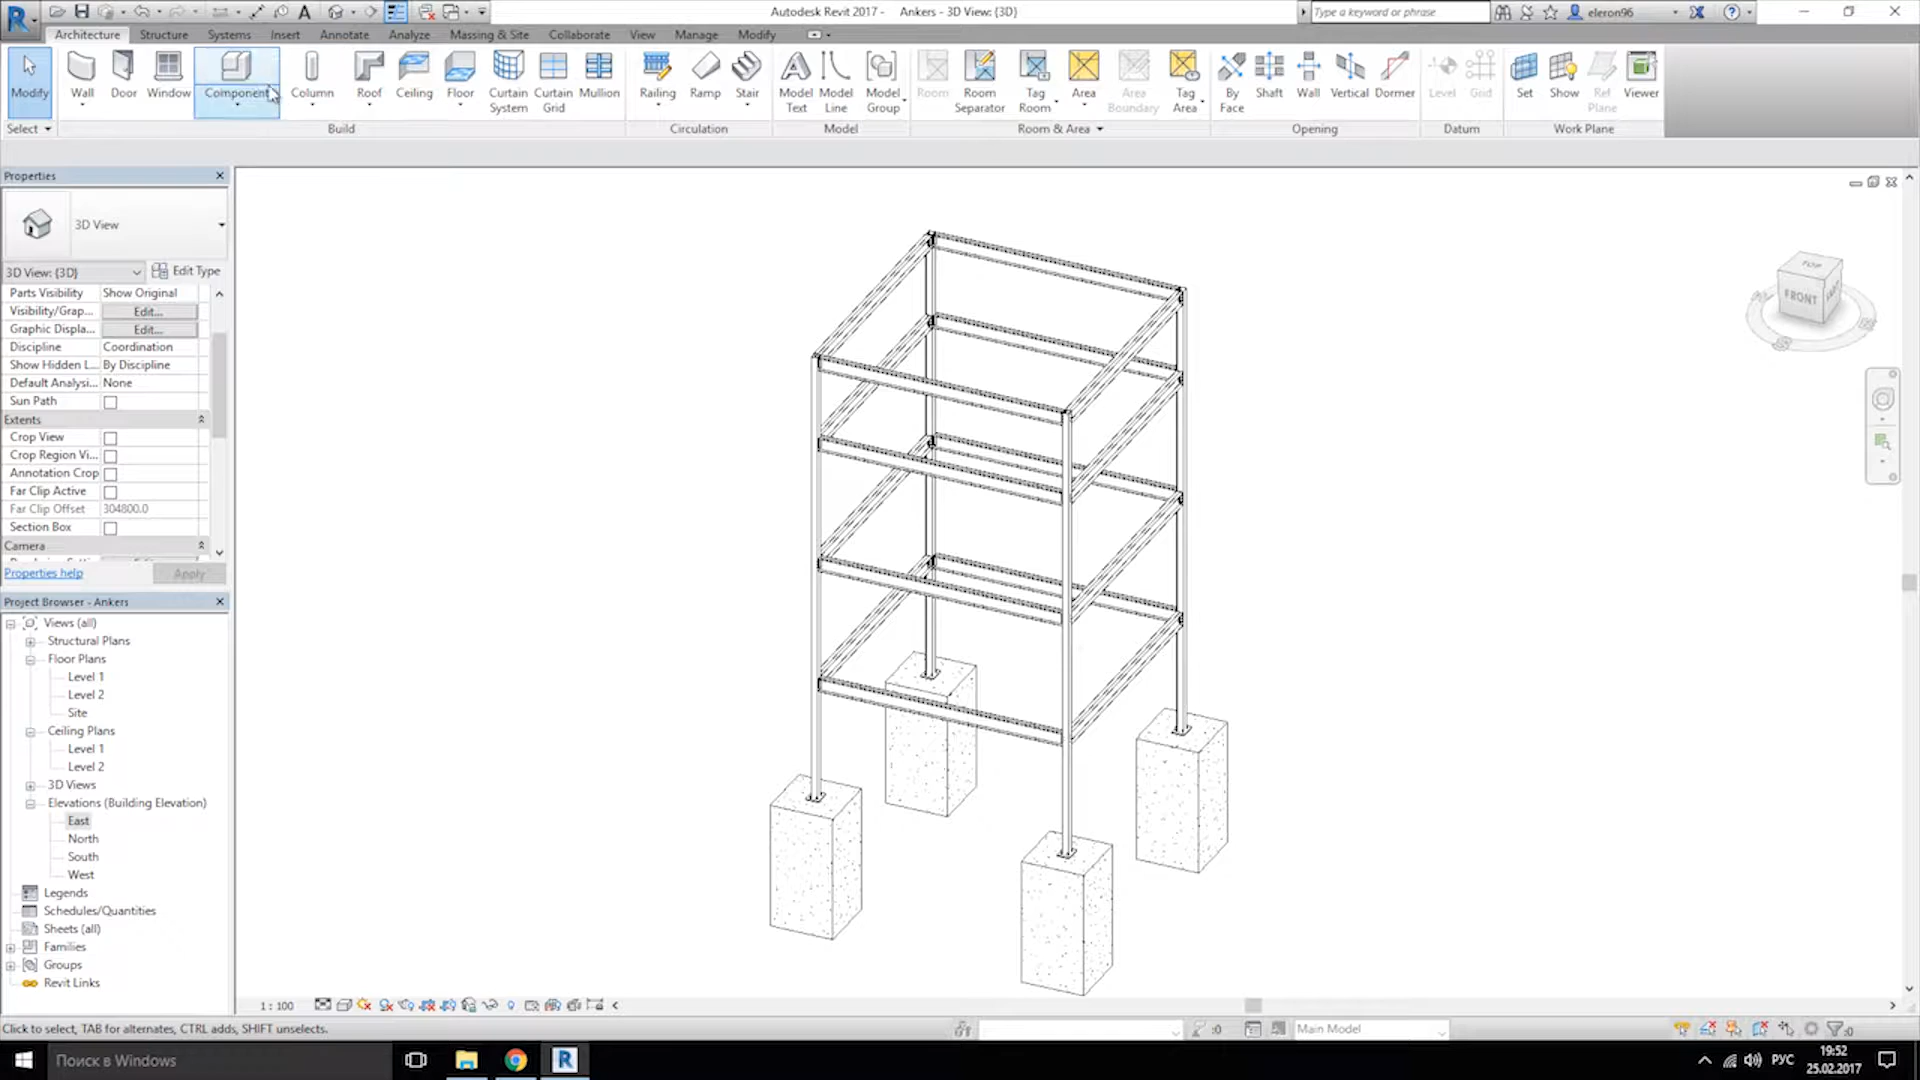 Autodesk Revit 2017 - Ankers - 3D View: {3D}
Type a keyword or phrase
eleron96
Architecture Structure Systems Insert Annotate Analyze Massing & Site Collaborate View Manage Modify
Modify Wall Door Window Component Column Roof Ceiling Floor Curtain System Curtain Grid Mullion Railing Ramp Stair Model Text Model Line Model Group Room Room Separator Tag Room Area Area Boundary Tag Area By Face Shaft Wall Vertical Dormer Level Grid Set Show Ref Plane Viewer
Select Build Circulation Model Room & Area Opening Datum Work Plane
Properties
3D View
3D View: {3D} Edit Type
Parts Visibility Show Original
Visibility/Grap... Edit...
Graphic Displa... Edit...
Discipline Coordination
Show Hidden L... By Discipline
Default Analysi... None
Sun Path
Extents
Crop View
Crop Region Vi...
Annotation Crop
Far Clip Active
Far Clip Offset 304800.0
Section Box
Camera
Properties help Apply
Project Browser - Ankers
Views (all)
Structural Plans
Floor Plans
Level 1
Level 2
Site
Ceiling Plans
Level 1
Level 2
3D Views
Elevations (Building Elevation)
East
North
South
West
Legends
Schedules/Quantities
Sheets (all)
Families
Groups
Revit Links
TOP
FRONT
1 : 100
Click to select, TAB for alternates, CTRL adds, SHIFT unselects.
:0
Main Model
:0
Поиск в Windows
РУС
19:52
25.02.2017